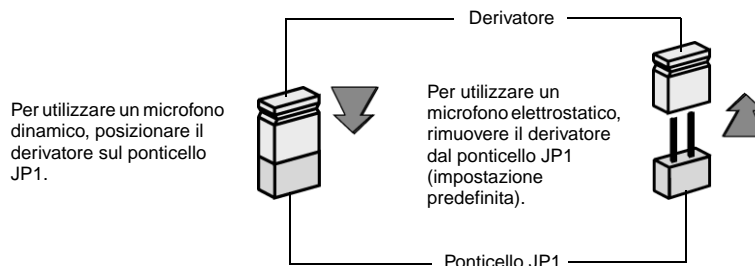 Derivatore
Per utilizzare un microfono
dinamico, posizionare il
derivatore sul ponticello
JP1.
Per utilizzare un
microfono elettrostatico,
rimuovere il derivatore
dal ponticello JP1
(impostazione
predefinita).
Ponticello JP1